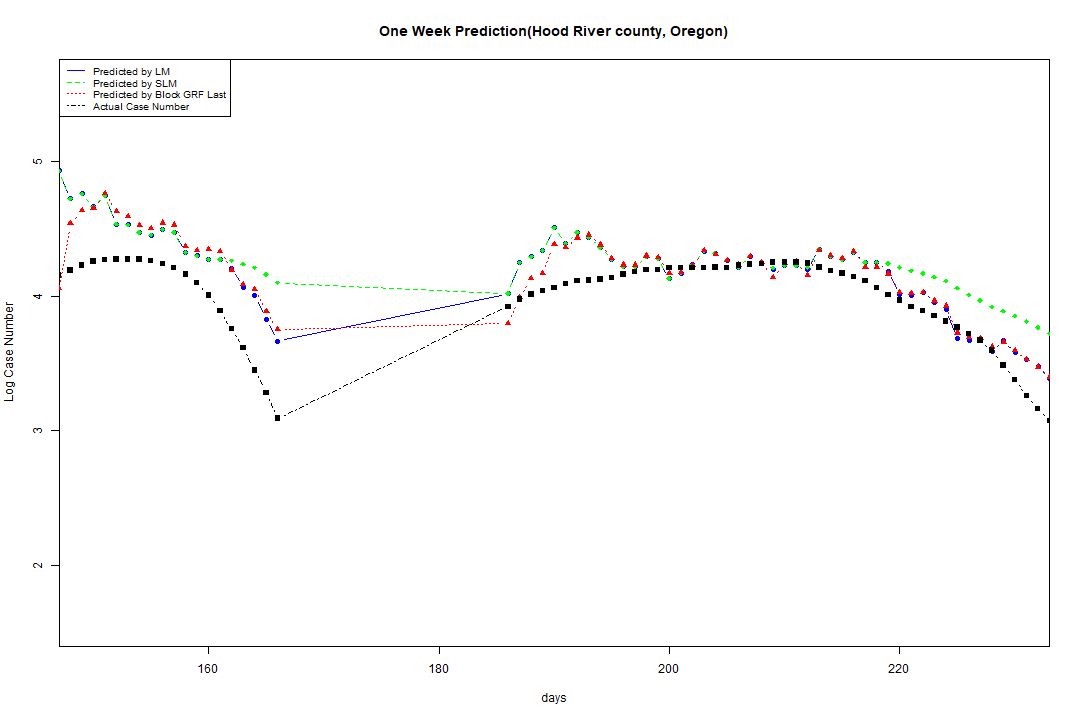 One Week Prediction(Hood River county, Oregon)
Predicted by LM
Predicted by SLM
Predicted by Block GRF Last
Actual Case Number
5
4
3
2
Log Case Number
160 180 200 220
days